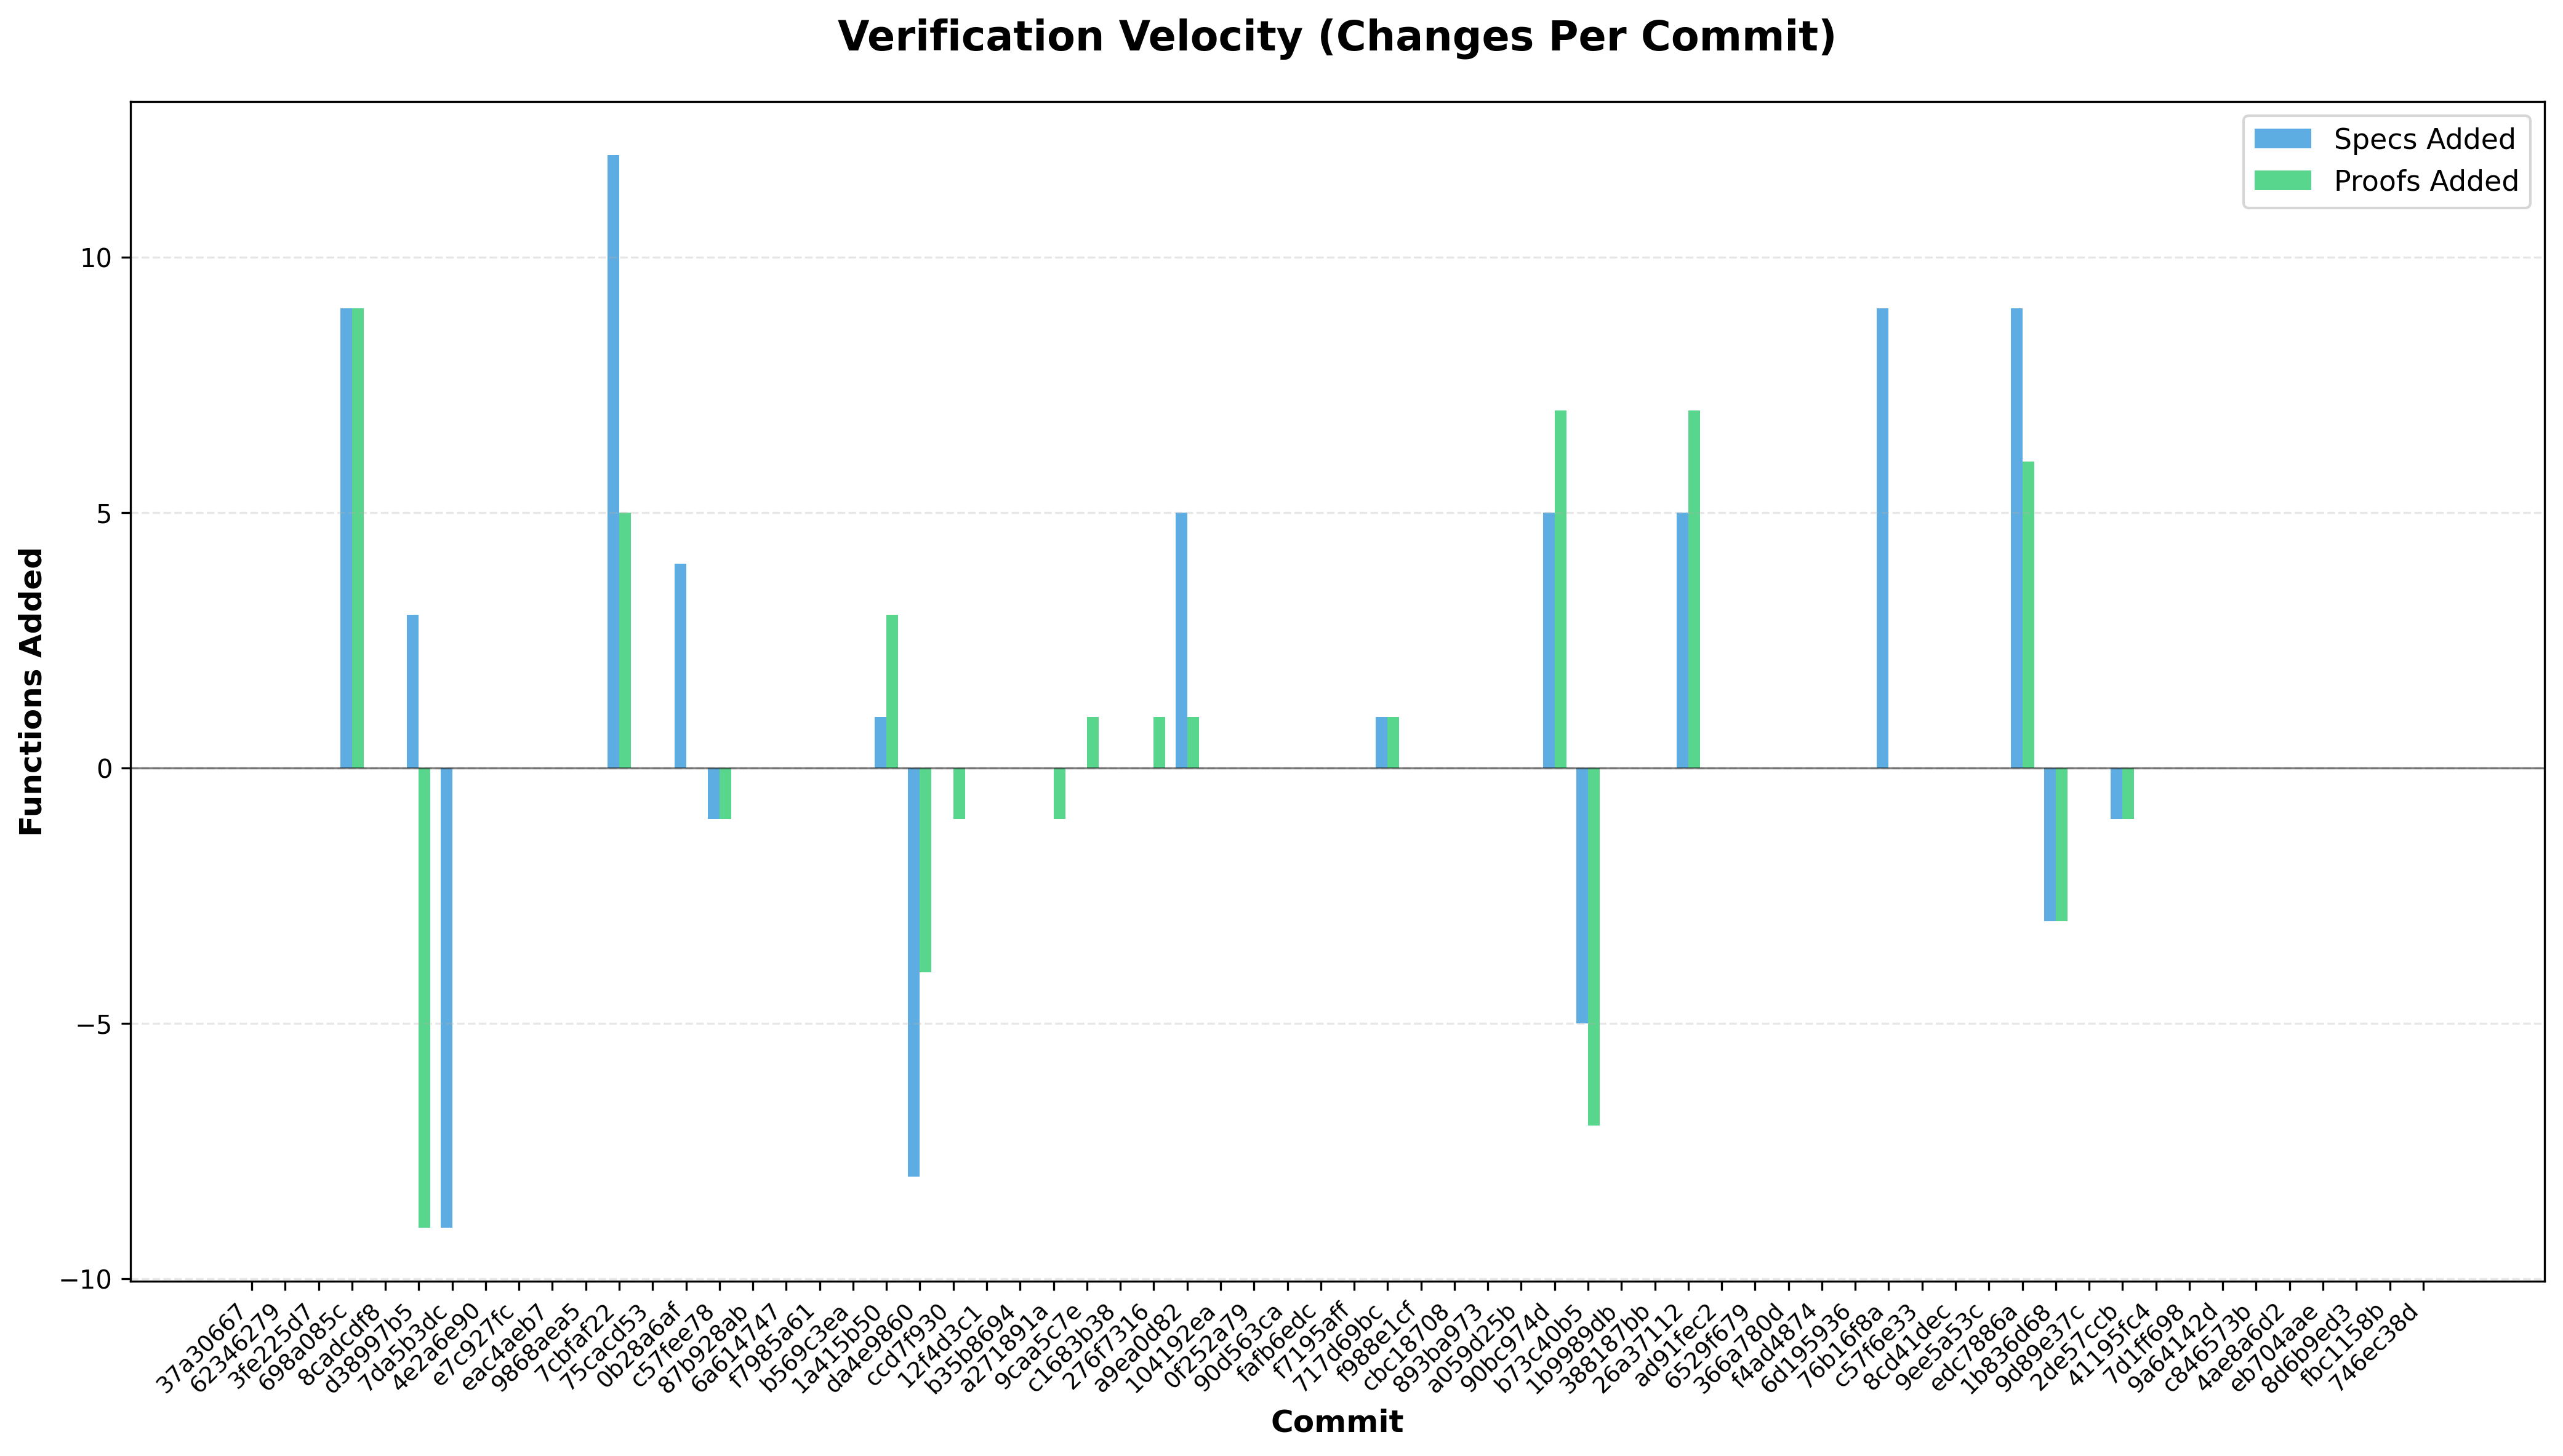 Verification Velocity (Changes Per Commit)
Specs Added
Proofs Added
Functions Added
10
5
0
−5
−10
37a30667
62346279
3fe225d7
698a085c
8cadcdf8
d38997b5
7da5b3dc
4e2a6e90
e7c927fc
eac4aeb7
9868aea5
7cbfaf22
75cacd53
0b28a6af
c57fee78
87b928ab
6a614747
f7985a61
b569c3ea
1a415b50
da4e9860
ccd7f930
12f4d3c1
b35b8694
a271891a
9caa5c7e
c1683b38
276f7316
a9ea0d82
104192ea
0f252a79
90d563ca
fafb6edc
f7195aff
717d69bc
f988e1cf
cbc18708
893ba973
a059d25b
90bc974d
b73c40b5
1b9989db
388187bb
26a37112
ad91fec2
6529f679
366a780d
f4ad4874
6d195936
76b16f8a
c57f6e33
8cd41dec
9ee5a53c
edc7886a
1b836d68
9d89e37c
2de57ccb
41195fc4
7d1ff698
9a64142d
c84673b
4ae8a6d2
eb704aae
8d6b9ed3
fbc1158b
746ec38d
Commit